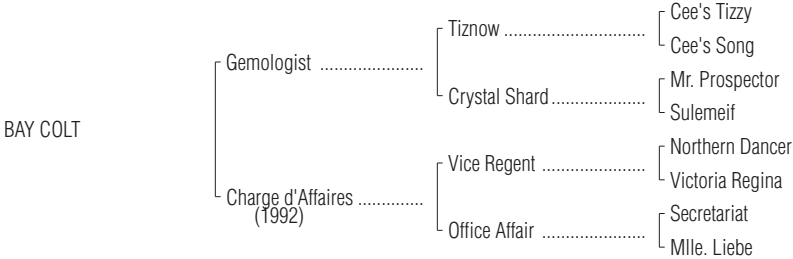 Cee's Tizzy
Tiznow ..............................
Cee's Song
Gemologist ......................
Mr. Prospector
Crystal Shard....................
Sulemeif
BAY COLT
Northern Dancer
Vice Regent ......................
Victoria Regina
Charge d'Affaires ..............
(1992)
Secretariat
Office Affair ......................
Mlle. Liebe